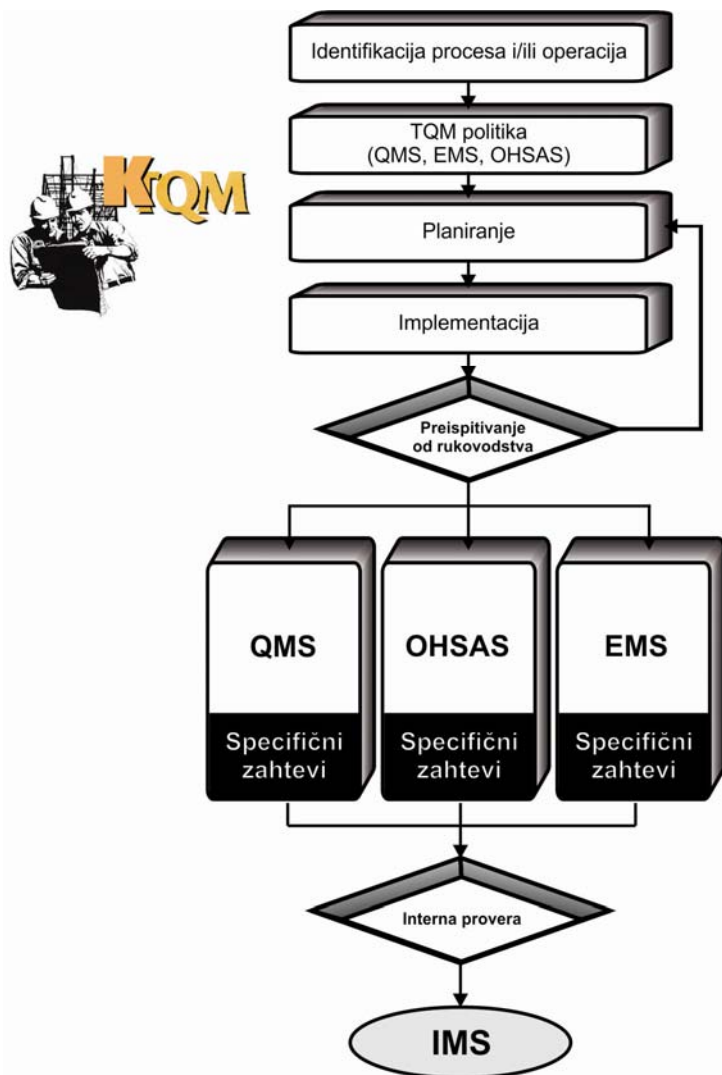 Identifikacija procesa i/ili operacija
TQM politika
(QMS, EMS, OHSAS)
KTQM
Planiranje
Implementacija
Preispitivanje
od rukovodstva
QMS
Specifični
zahtevi
OHSAS
Specifični
zahtevi
EMS
Specifični
zahtevi
Interna provera
IMS